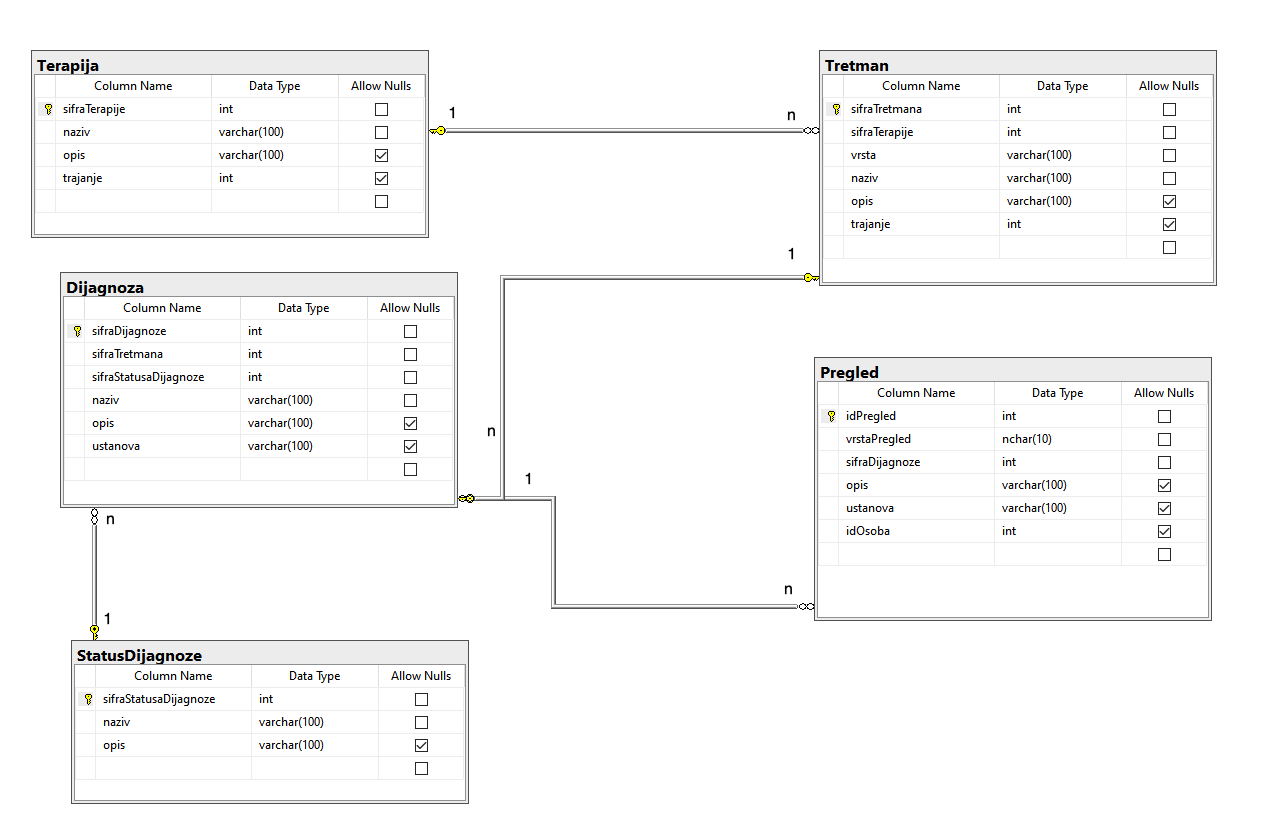 Terapija
Column Name Data Type Allow Nulls
sifraTerapije int
naziv varchar(100)
opis varchar(100)
trajanje int
1
n
Tretman
Column Name Data Type Allow Nulls
sifraTretmana int
sifraTerapije int
vrsta varchar(100)
naziv varchar(100)
opis varchar(100)
trajanje int
1
Dijagnoza
Column Name Data Type Allow Nulls
sifraDijagnoze int
sifraTretmana int
sifraStatusaDijagnoze int
naziv varchar(100)
opis varchar(100)
ustanova varchar(100)
n
1
Pregled
Column Name Data Type Allow Nulls
idPregled int
vrstaPregled nchar(10)
sifraDijagnoze int
opis varchar(100)
ustanova varchar(100)
idOsoba int
n
n
1
StatusDijagnoze
Column Name Data Type Allow Nulls
sifraStatusaDijagnoze int
naziv varchar(100)
opis varchar(100)